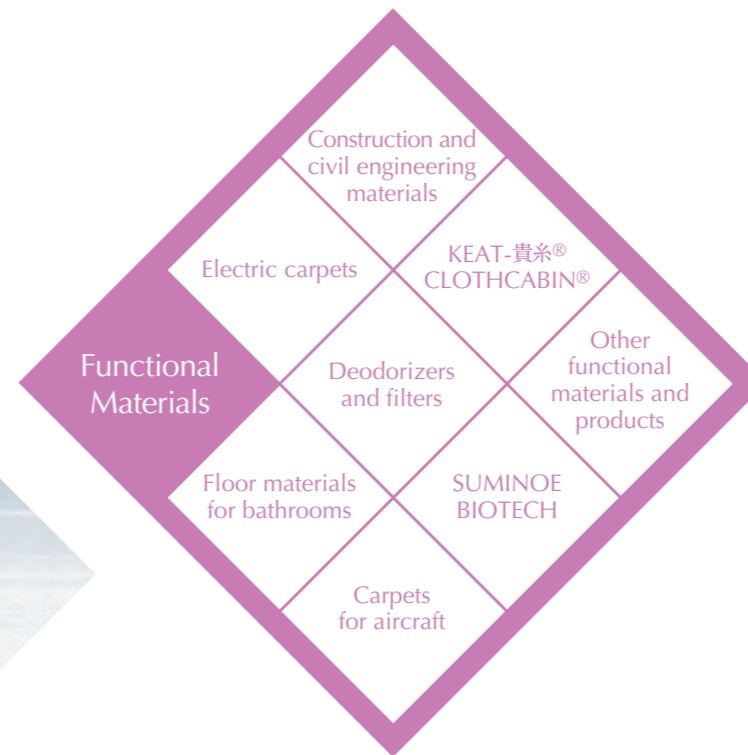 Construction and
civil engineering
materials
Electric carpets
KEAT-貴糸®
CLOTHCABIN®
Functional
Materials
Deodorizers
and filters
Other
functional
materials and
products
Floor materials
for bathrooms
SUMINOE
BIOTECH
Carpets
for aircraft